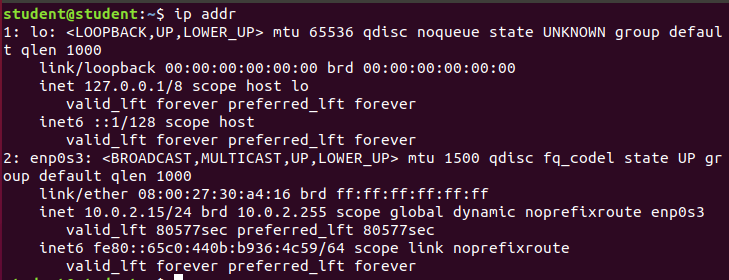 student@student:~$ ip addr
1: lo: <LOOPBACK,UP,LOWER_UP> mtu 65536 qdisc noqueue state UNKNOWN group defaul
t qlen 1000
    link/loopback 00:00:00:00:00:00 brd 00:00:00:00:00:00
    inet 127.0.0.1/8 scope host lo
       valid_lft forever preferred_lft forever
    inet6 ::1/128 scope host
       valid_lft forever preferred_lft forever
2: enp0s3: <BROADCAST,MULTICAST,UP,LOWER_UP> mtu 1500 qdisc fq_codel state UP gr
oup default qlen 1000
    link/ether 08:00:27:30:a4:16 brd ff:ff:ff:ff:ff:ff
    inet 10.0.2.15/24 brd 10.0.2.255 scope global dynamic noprefixroute enp0s3
       valid_lft 80577sec preferred_lft 80577sec
    inet6 fe80::65c0:440b:b936:4c59/64 scope link noprefixroute
       valid_lft forever preferred_lft forever